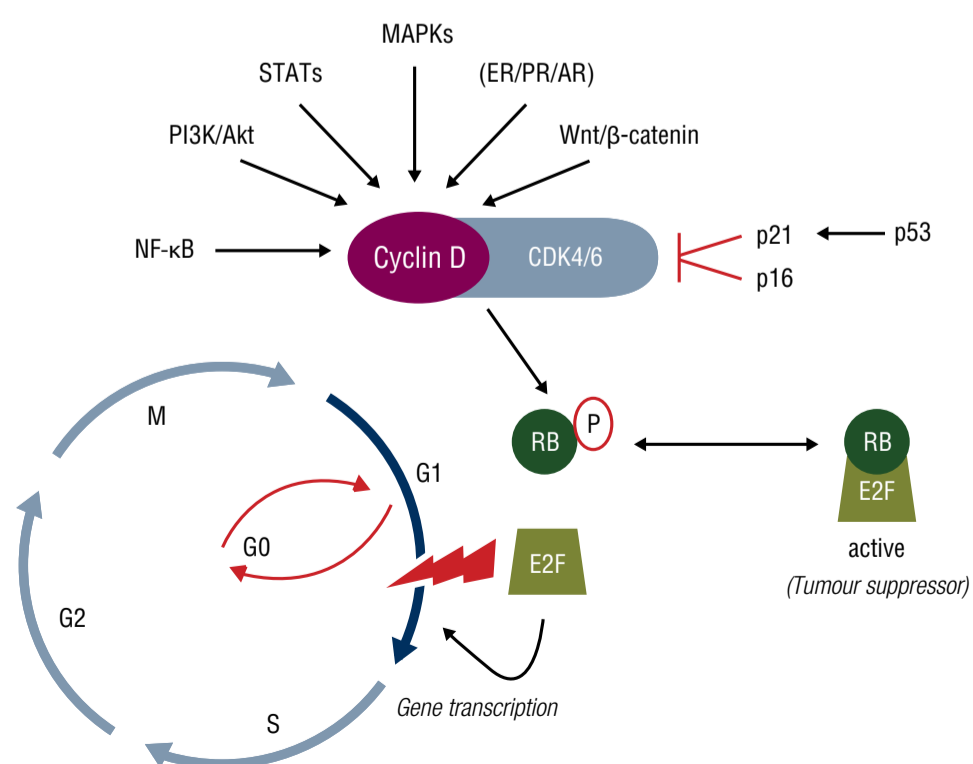 MAPKs
STATs
(ER/PR/AR)
PI3K/Akt
Wnt/β-catenin
NF-κB
Cyclin D
CDK4/6
p21
p53
p16
M
RB
P
RB
G1
E2F
G0
E2F
active
(Tumour suppressor)
G2
S
Gene transcription